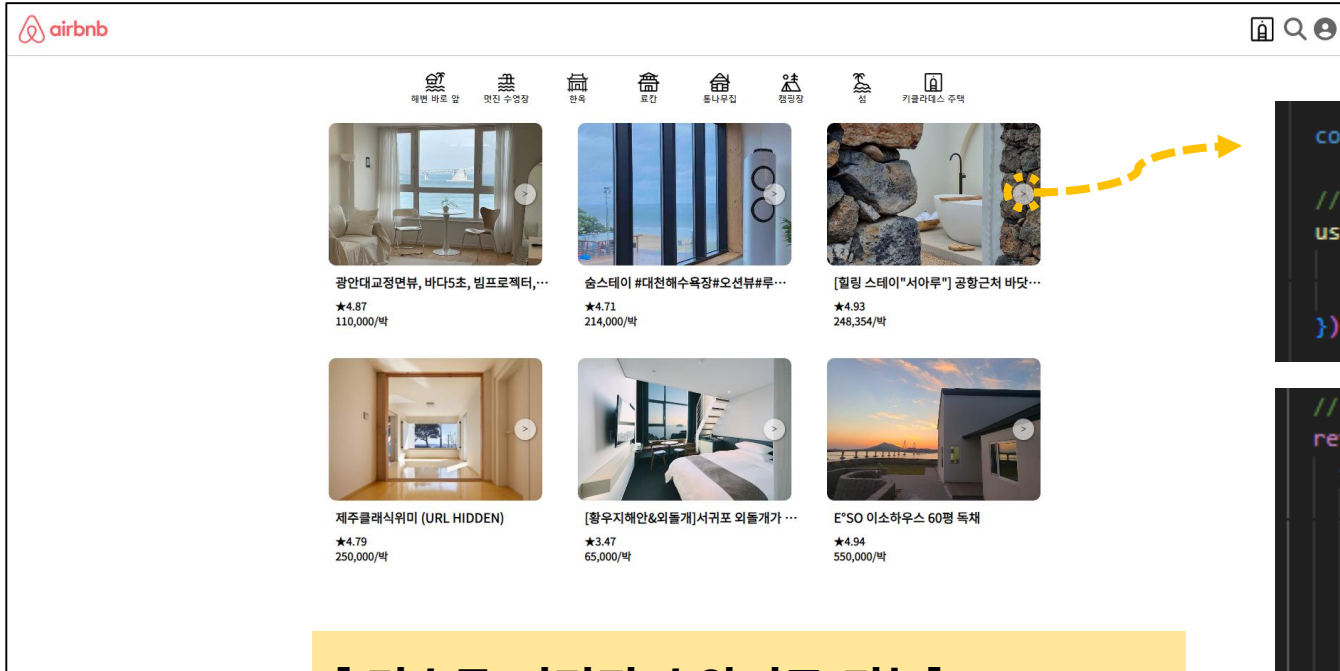 airbnb
해변 바로 앞 멋진 수영장 한옥 료칸 통나무집 캠핑장 섬 키클라데스 주택
> > >
광안대교정면뷰, 바다5초, 빔프로젝터,… 숨스테이 #대천해수욕장#오션뷰#루… [힐링 스테이"서아루"] 공항근처 바닷…
★4.87 ★4.71 ★4.93
110,000/박 214,000/박 248,354/박
> > >
제주클래식위미 (URL HIDDEN) [황우지해안&외돌개]서귀포 외돌개가 … E°SO 이소하우스 60평 독채
★4.79 ★3.47 ★4.94
250,000/박 65,000/박 550,000/박
co
//
us
})
//